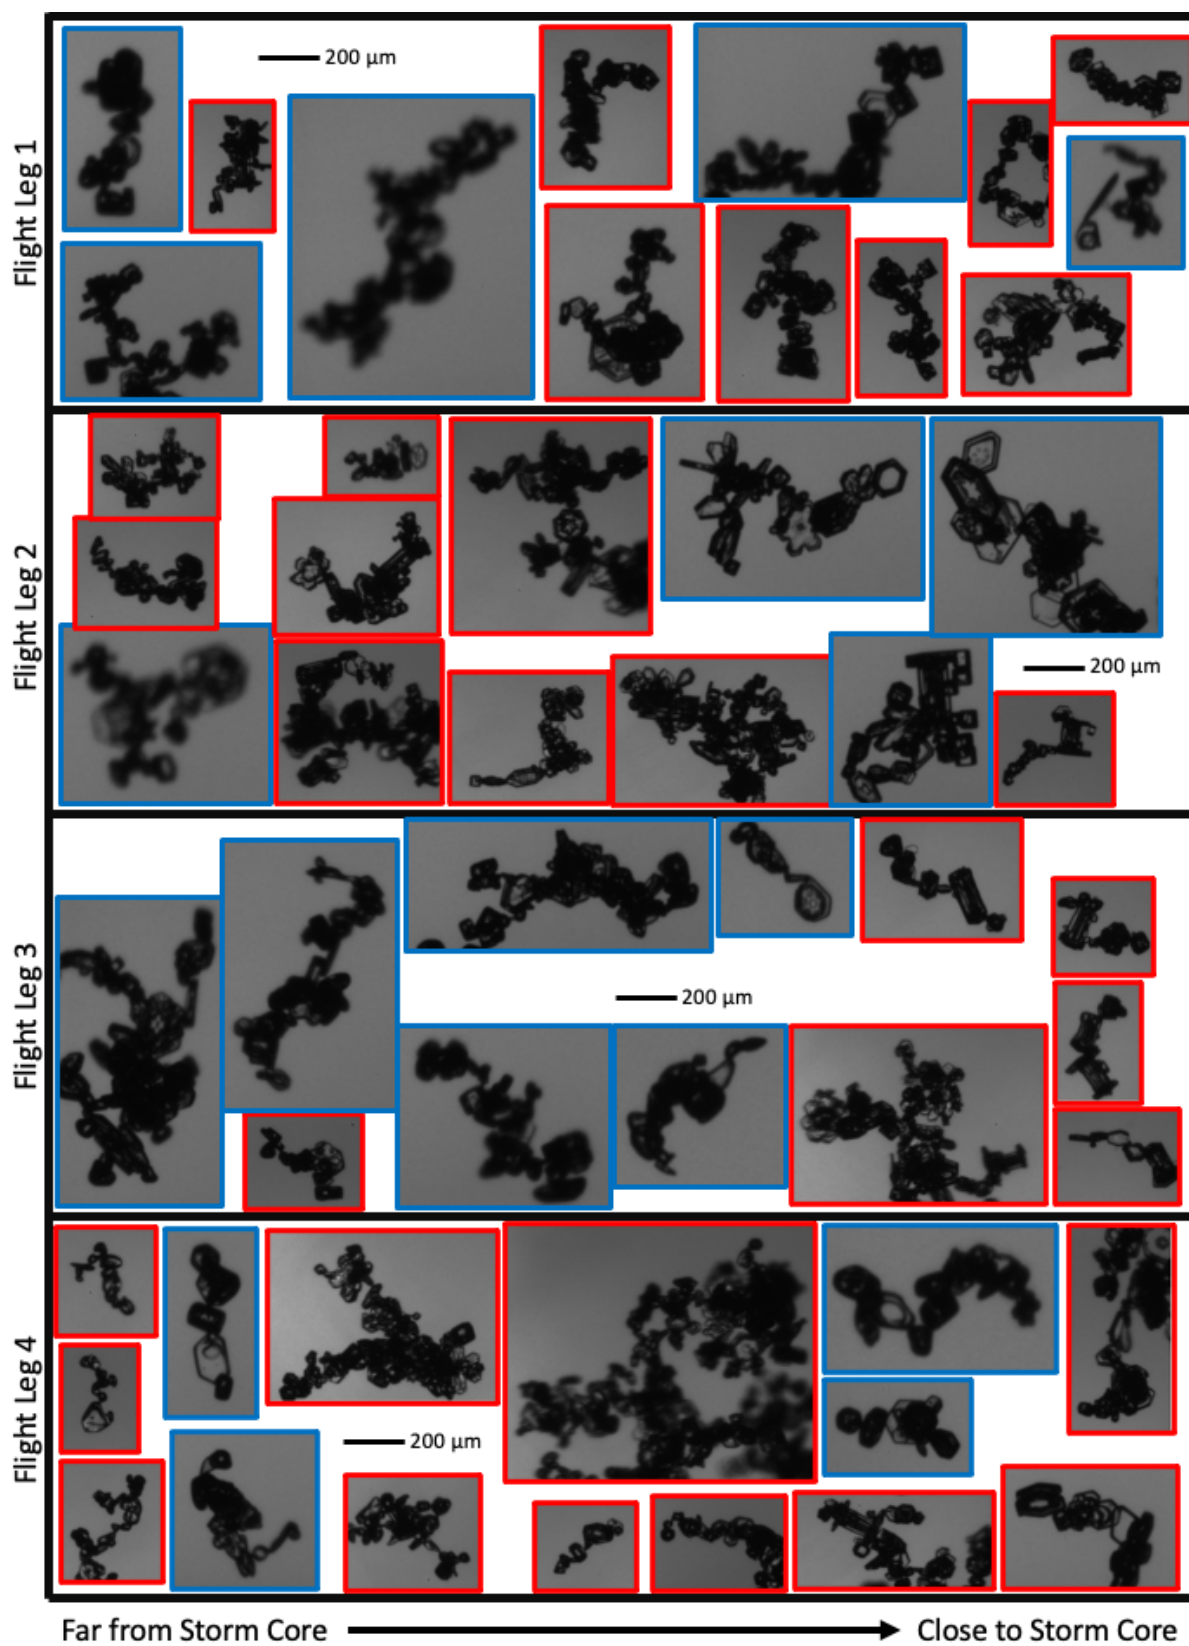 Flight Leg 1
200 µm
Flight Leg 2
200 µm
Flight Leg 3
200 µm
Flight Leg 4
200 µm
Far from Storm Core
Close to Storm Core